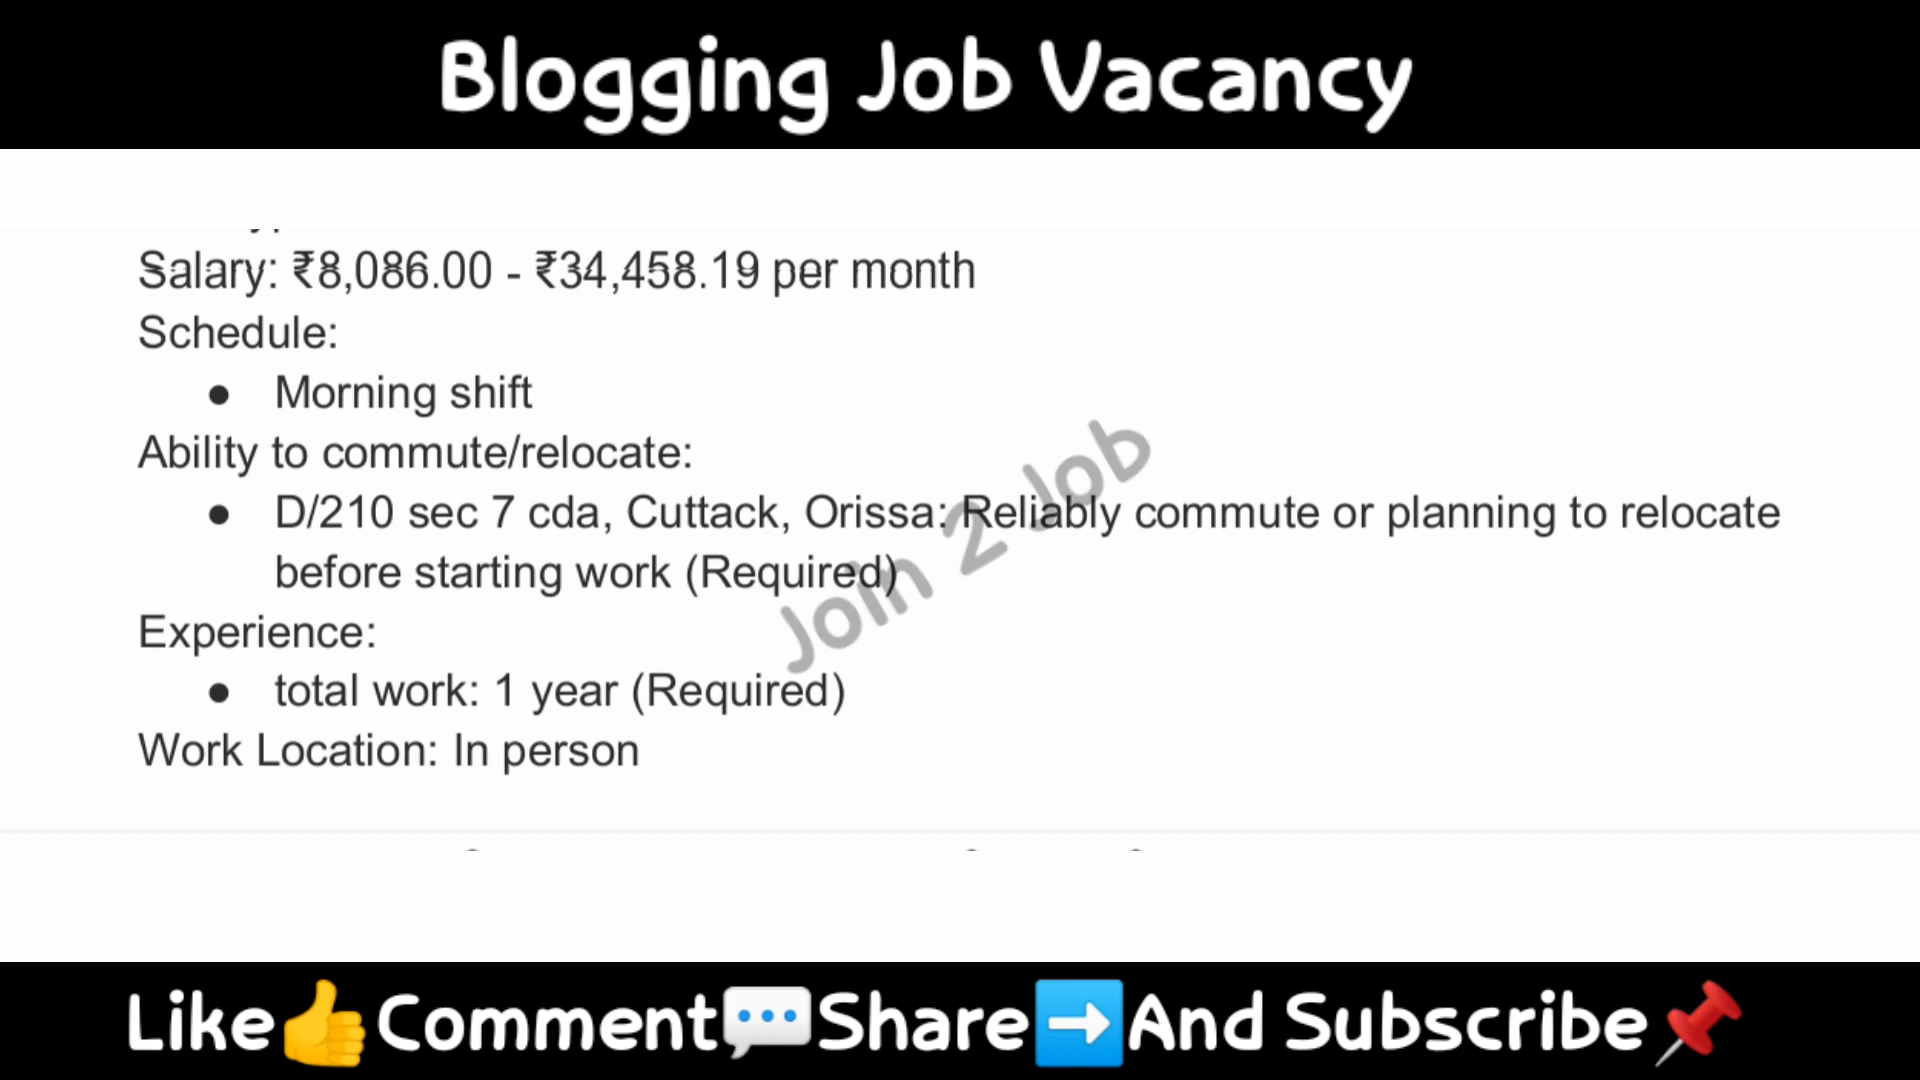 Blogging Job Vacancy
Salary: ₹8,086.00 - ₹34,458.19 per month
Schedule:
● Morning shift
Ability to commute/relocate:
● D/210 sec 7 cda, Cuttack, Orissa: Reliably commute or planning to relocate
before starting work (Required)
Experience:
● total work: 1 year (Required)
Work Location: In person
Join 2 Job
Like👍Comment💬Share➡️And Subscribe📌